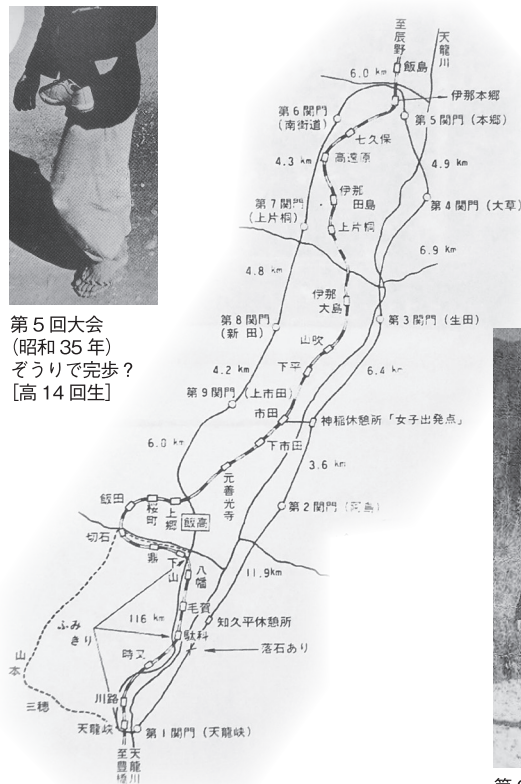 第5回大会
(昭和35年)
ぞうりで完歩?
[高14回生]
至辰野
天龍川
飯島
6.0 km
伊那本郷
第6関門
(南街道)
第5関門(本郷)
七久保
4.3 km
高遠原
4.9 km
伊那
田島
第4関門(大草)
第7関門
(上片桐)
上片桐
6.9 km
4.8 km
伊那
大島
第8関門
(新田)
第3関門(生田)
山吹
4.2 km
下平
6.4 km
第9関門(上市田)
市田
神稲休憩所「女子出発点」
6.0 km
下市田
3.6 km
元善光寺
飯田
桜町
上郷
飯高
第2関門
切石
鼎
下山
八幡
11.9km
毛賀
116 km
知久平休憩所
ふみ
きり
駄科
落石あり
時又
山本
三穂
川路
天竜峡
第1関門(天龍峡)
至豊橋
天龍川